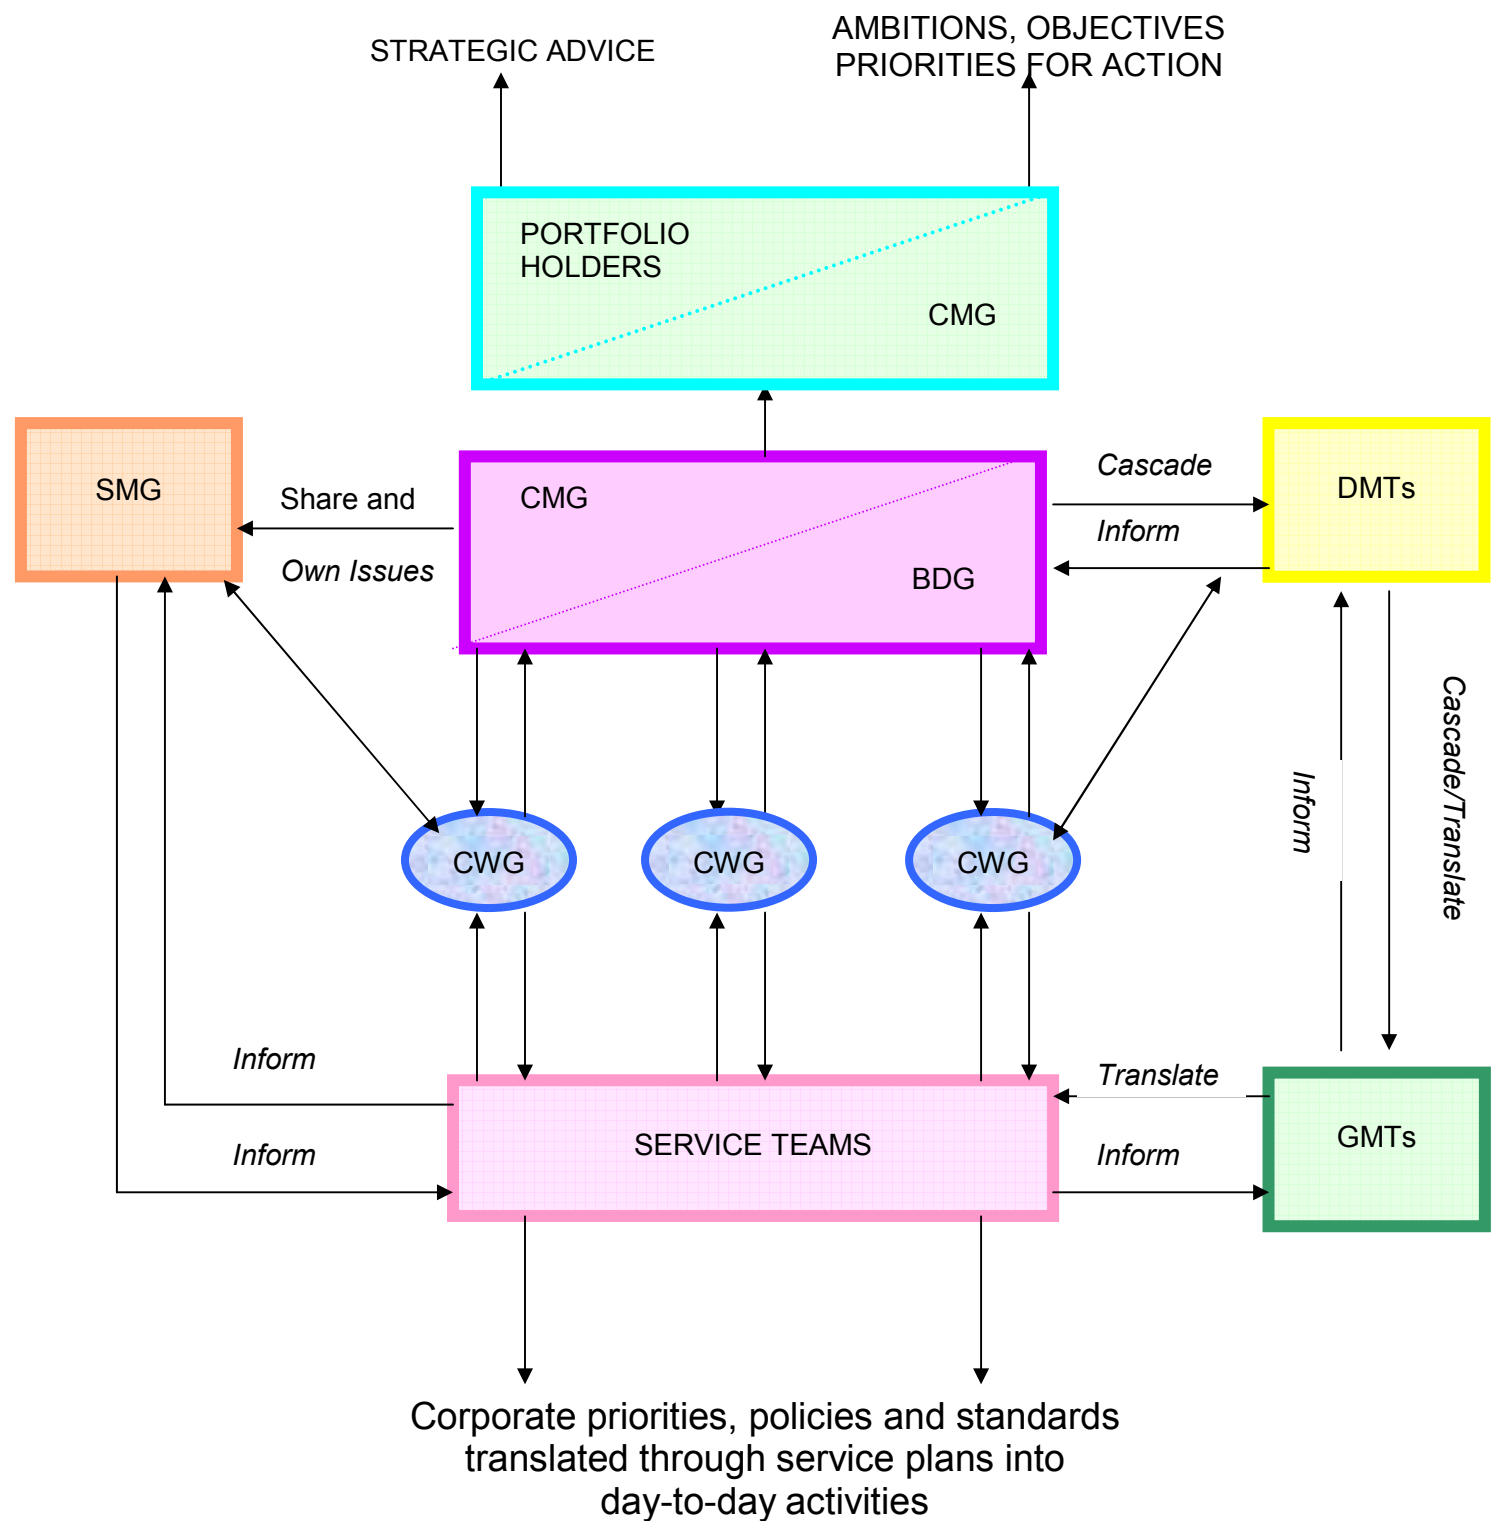 AMBITIONS, OBJECTIVES
PRIORITIES FOR ACTION
STRATEGIC ADVICE
PORTFOLIO
HOLDERS
CMG
SMG
Share and
Own Issues
CMG
BDG
Cascade
Inform
DMTs
Cascade/Translate
Inform
CWG
CWG
CWG
Inform
Inform
SERVICE TEAMS
Translate
Inform
GMTs
Corporate priorities, policies and standards
translated through service plans into
day-to-day activities